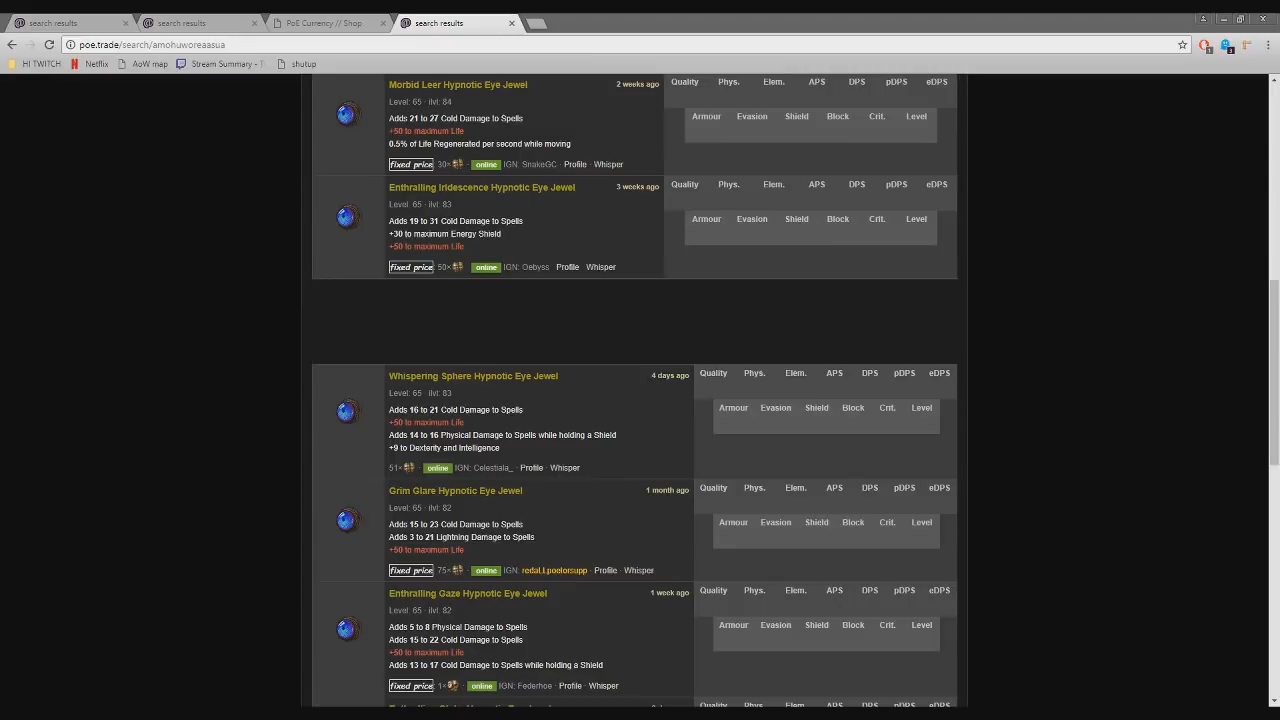 search results
search results
PoE Currency // Shop
search results
poe.trade/search/amohuworeaasua
HI TWITCH
Netflix
AoW map
Stream Summary - T
shutup
Morbid Leer Hypnotic Eye Jewel
2 weeks ago
Quality Phys. Elem. APS DPS pDPS eDPS
Level: 65 · ilvl: 84
Armour Evasion Shield Block Crit. Level
Adds 21 to 27 Cold Damage to Spells
+50 to maximum Life
0.5% of Life Regenerated per second while moving
fixed price: 30× · online IGN: SnakeGC · Profile · Whisper
Enthralling Iridescence Hypnotic Eye Jewel
3 weeks ago
Quality Phys. Elem. APS DPS pDPS eDPS
Level: 65 · ilvl: 83
Armour Evasion Shield Block Crit. Level
Adds 19 to 31 Cold Damage to Spells
+30 to maximum Energy Shield
+50 to maximum Life
fixed price: 50× · online IGN: Oebyss · Profile · Whisper
Whispering Sphere Hypnotic Eye Jewel
4 days ago
Quality Phys. Elem. APS DPS pDPS eDPS
Level: 65 · ilvl: 83
Armour Evasion Shield Block Crit. Level
Adds 16 to 21 Cold Damage to Spells
+50 to maximum Life
Adds 14 to 16 Physical Damage to Spells while holding a Shield
+9 to Dexterity and Intelligence
51× · online IGN: Celestiala_ · Profile · Whisper
Grim Glare Hypnotic Eye Jewel
1 month ago
Quality Phys. Elem. APS DPS pDPS eDPS
Level: 65 · ilvl: 82
Armour Evasion Shield Block Crit. Level
Adds 15 to 23 Cold Damage to Spells
Adds 3 to 21 Lightning Damage to Spells
+50 to maximum Life
fixed price: 75× · online IGN: · Profile · Whisper
Enthralling Gaze Hypnotic Eye Jewel
1 week ago
Quality Phys. Elem. APS DPS pDPS eDPS
Level: 65 · ilvl: 82
Armour Evasion Shield Block Crit. Level
Adds 5 to 8 Physical Damage to Spells
Adds 15 to 22 Cold Damage to Spells
+50 to maximum Life
Adds 13 to 17 Cold Damage to Spells while holding a Shield
fixed price: 1× · online IGN: Federhoe · Profile · Whisper
Quality Phys. Elem. APS DPS pDPS eDPS